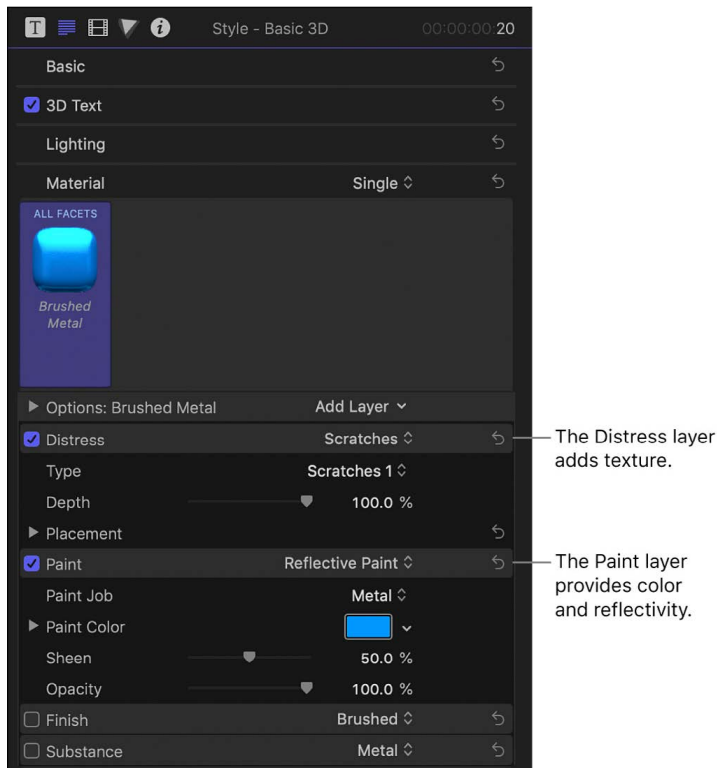 T Style - Basic 3D 00:00:00:20
Basic
3D Text
Lighting
Material Single
ALL FACETS
Brushed
Metal
Options: Brushed Metal Add Layer
Distress Scratches
Type Scratches 1
Depth 100.0 %
Placement
Paint Reflective Paint
Paint Job Metal
Paint Color
Sheen 50.0 %
Opacity 100.0 %
Finish Brushed
Substance Metal
The Distress layer
adds texture.
The Paint layer
provides color
and reflectivity.